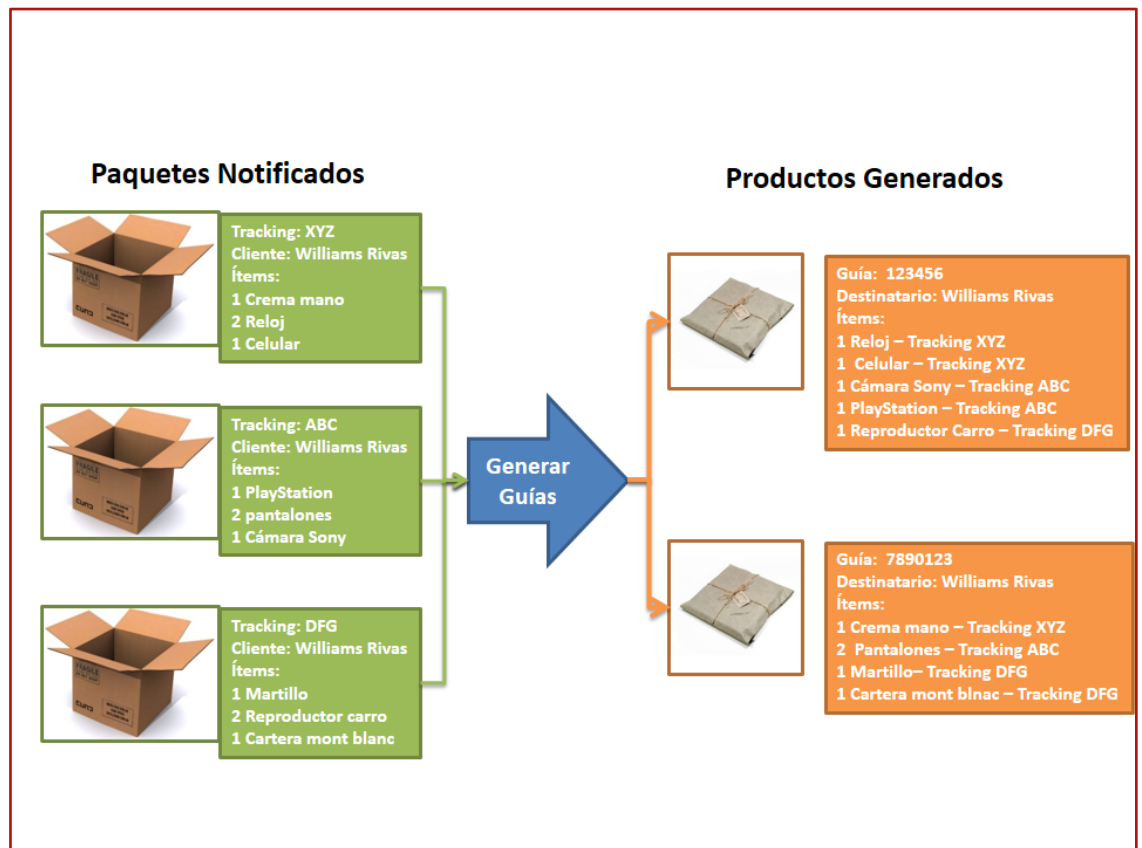 Paquetes Notificados
Tracking: XYZ
Cliente: Williams Rivas
Ítems:
1 Crema mano
2 Reloj
1 Celular
Tracking: ABC
Cliente: Williams Rivas
Ítems:
1 PlayStation
2 pantalones
1 Cámara Sony
Tracking: DFG
Cliente: Williams Rivas
Ítems:
1 Martillo
2 Reproductor carro
1 Cartera mont blanc
Generar
Guías
Productos Generados
Guía:  123456
Destinatario: Williams Rivas
Ítems:
1 Reloj – Tracking XYZ
1  Celular – Tracking XYZ
1 Cámara Sony – Tracking ABC
1 PlayStation – Tracking ABC
1 Reproductor Carro – Tracking DFG
Guía:  7890123
Destinatario: Williams Rivas
Ítems:
1 Crema mano – Tracking XYZ
2  Pantalones – Tracking ABC
1 Martillo– Tracking DFG
1 Cartera mont blnac – Tracking DFG